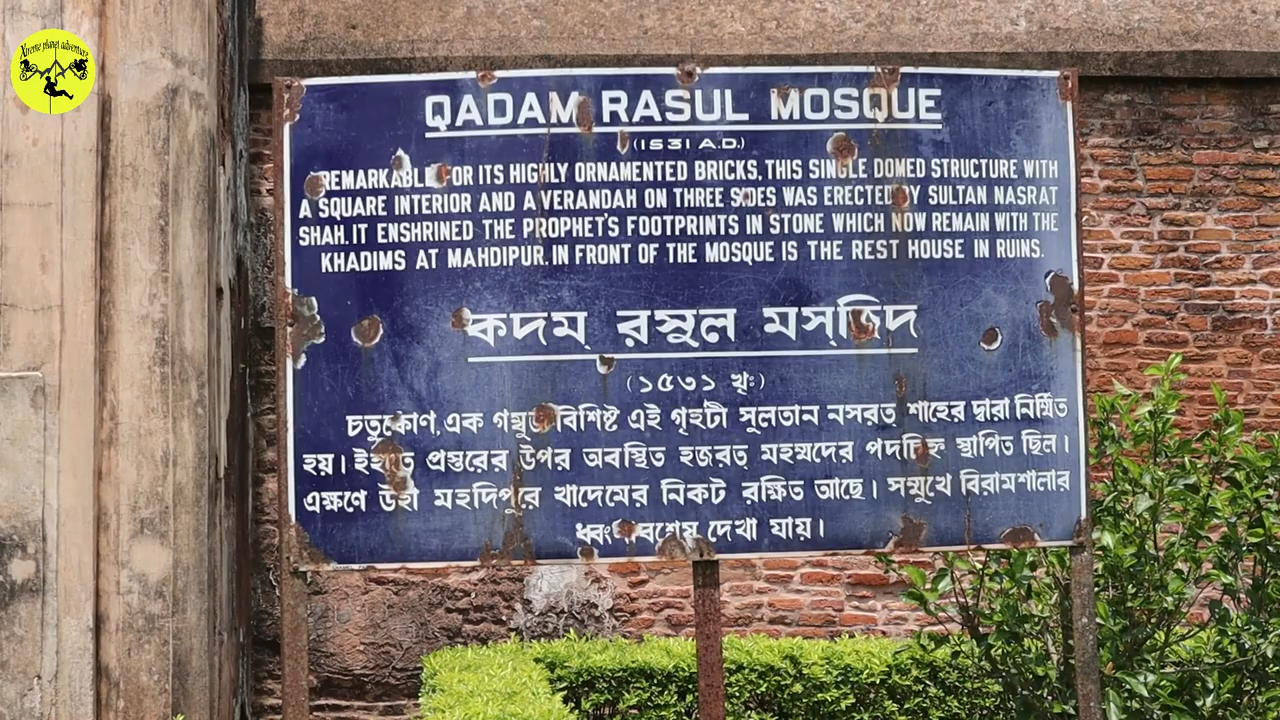 Xtreme planet adventure
QADAM RASUL MOSQUE
(1531 A.D.)
REMARKABLE FOR ITS HIGHLY ORNAMENTED BRICKS, THIS SINGLE DOMED STRUCTURE WITH
A SQUARE INTERIOR AND A VERANDAH ON THREE SIDES WAS ERECTED BY SULTAN NASRAT
SHAH. IT ENSHRINED THE PROPHET'S FOOTPRINTS IN STONE WHICH NOW REMAIN WITH THE
KHADIMS AT MAHDIPUR. IN FRONT OF THE MOSQUE IS THE REST HOUSE IN RUINS.
কদম্ রসুল মস্জিদ
(১৫৩১ খৃঃ)
চতুষ্কোণ, এক গম্বুজ বিশিষ্ট এই গৃহটী সুলতান নসরত্ শাহের দ্বারা নির্ম্মিত
হয়। ইহাতে প্রস্তরের উপর অবস্থিত হজরত্ মহম্মদের পদচিহ্ন স্থাপিত ছিল।
এক্ষণে উহা মহদিপুরে খাদেমের নিকট রক্ষিত আছে। সম্মুখে বিরামশালার
ধ্বংসাবশেষ দেখা যায়।